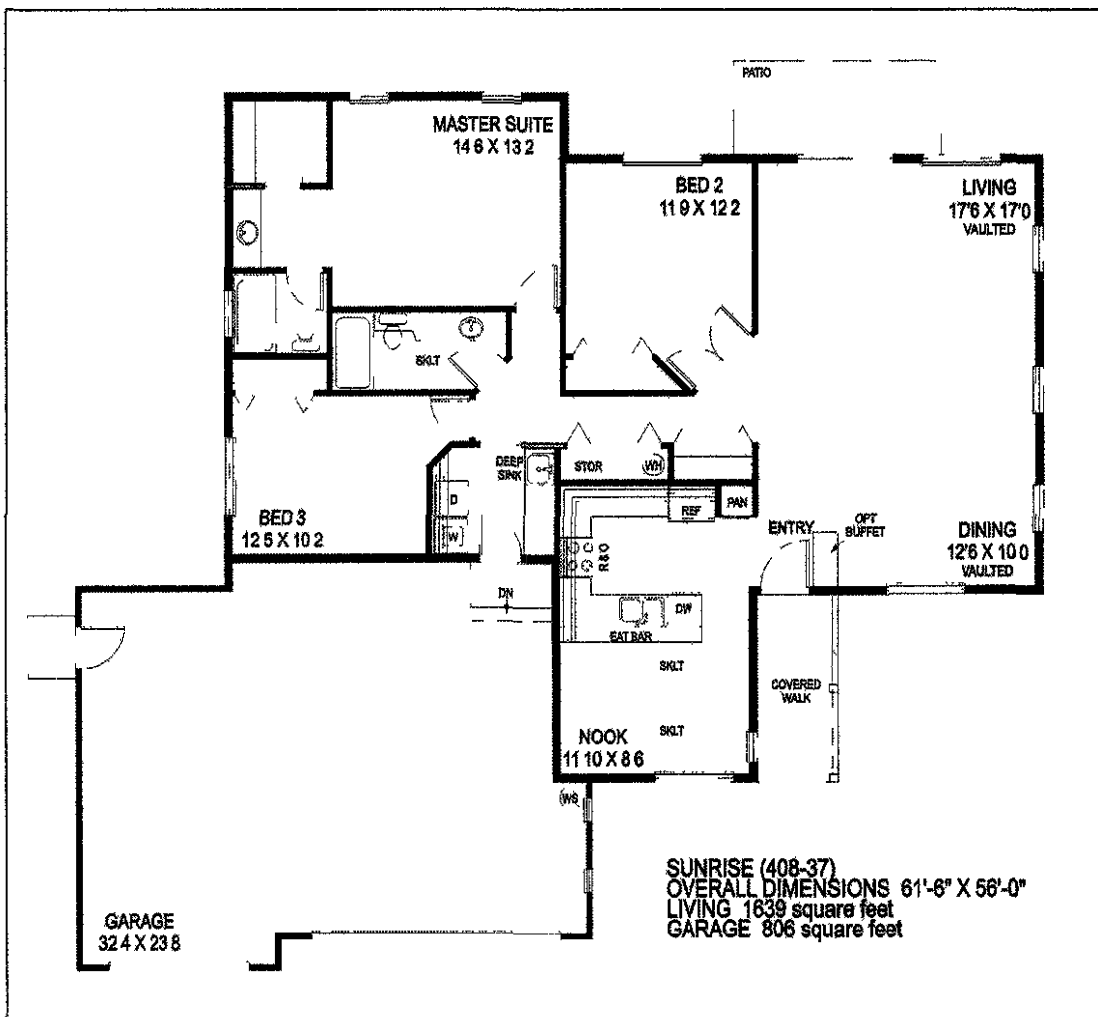 PATIO
MASTER SUITE
14 6 X 13 2
BED 2
11 9 X 12 2
LIVING
17'6 X 17'0
VAULTED
SKLT
DEEP
SINK
STOR
WH
D
W
BED 3
12 5 X 10 2
REF
PAN
R&O
ENTRY
OPT
BUFFET
DINING
12'6 X 10 0
VAULTED
DN
DW
EAT BAR
SKLT
SKLT
COVERED
WALK
NOOK
11 10 X 8 6
WS
GARAGE
32 4 X 23 8
SUNRISE (408-37)
OVERALL DIMENSIONS 61'-6" X 56'-0"
LIVING 1639 square feet
GARAGE 806 square feet